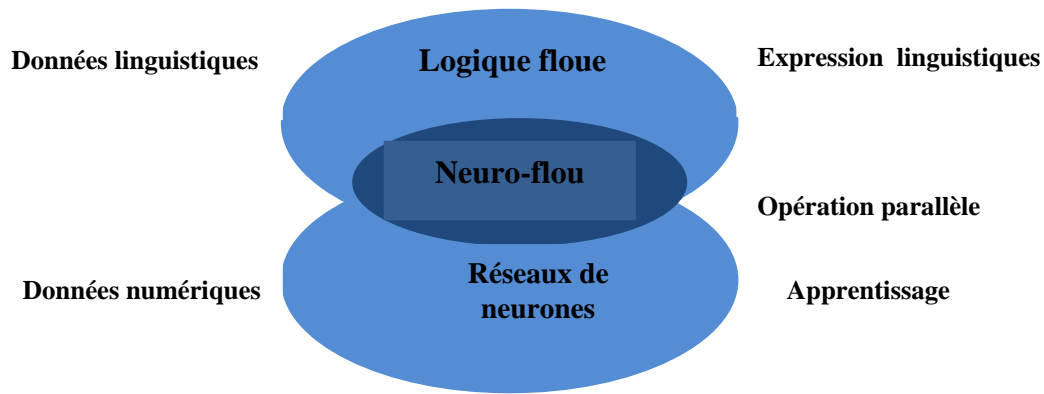 Données linguistiques
Logique floue
Expression linguistiques
Neuro-flou
Opération parallèle
Données numériques
Réseaux de
neurones
Apprentissage